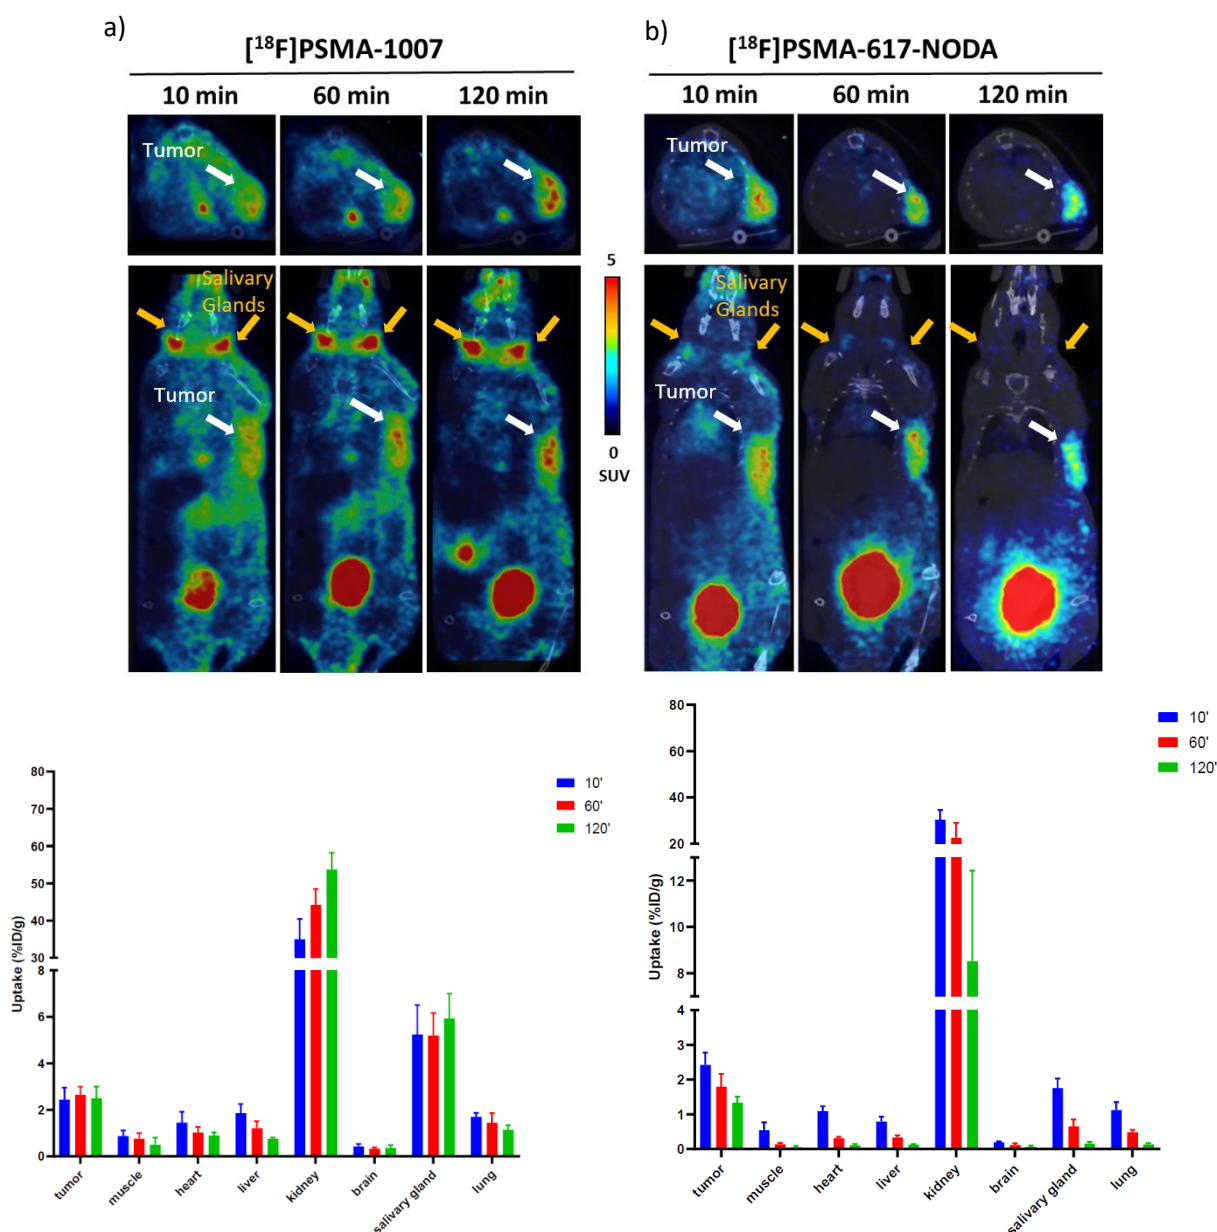 a)
[¹⁸F]PSMA-1007
10 min 60 min 120 min
Tumor
Salivary
Glands
Tumor
5
0
SUV
b)
[¹⁸F]PSMA-617-NODA
10 min 60 min 120 min
Tumor
Salivary
Glands
Tumor
80
70
60
50
40
30
8
6
4
2
0
Uptake (%ID/g)
tumor
muscle
heart
liver
kidney
brain
salivary gland
lung
10'
60'
120'
80
60
40
20
12
8
4
3
2
1
0
Uptake (%ID/g)
tumor
muscle
heart
liver
kidney
brain
salivary gland
lung
10'
60'
120'